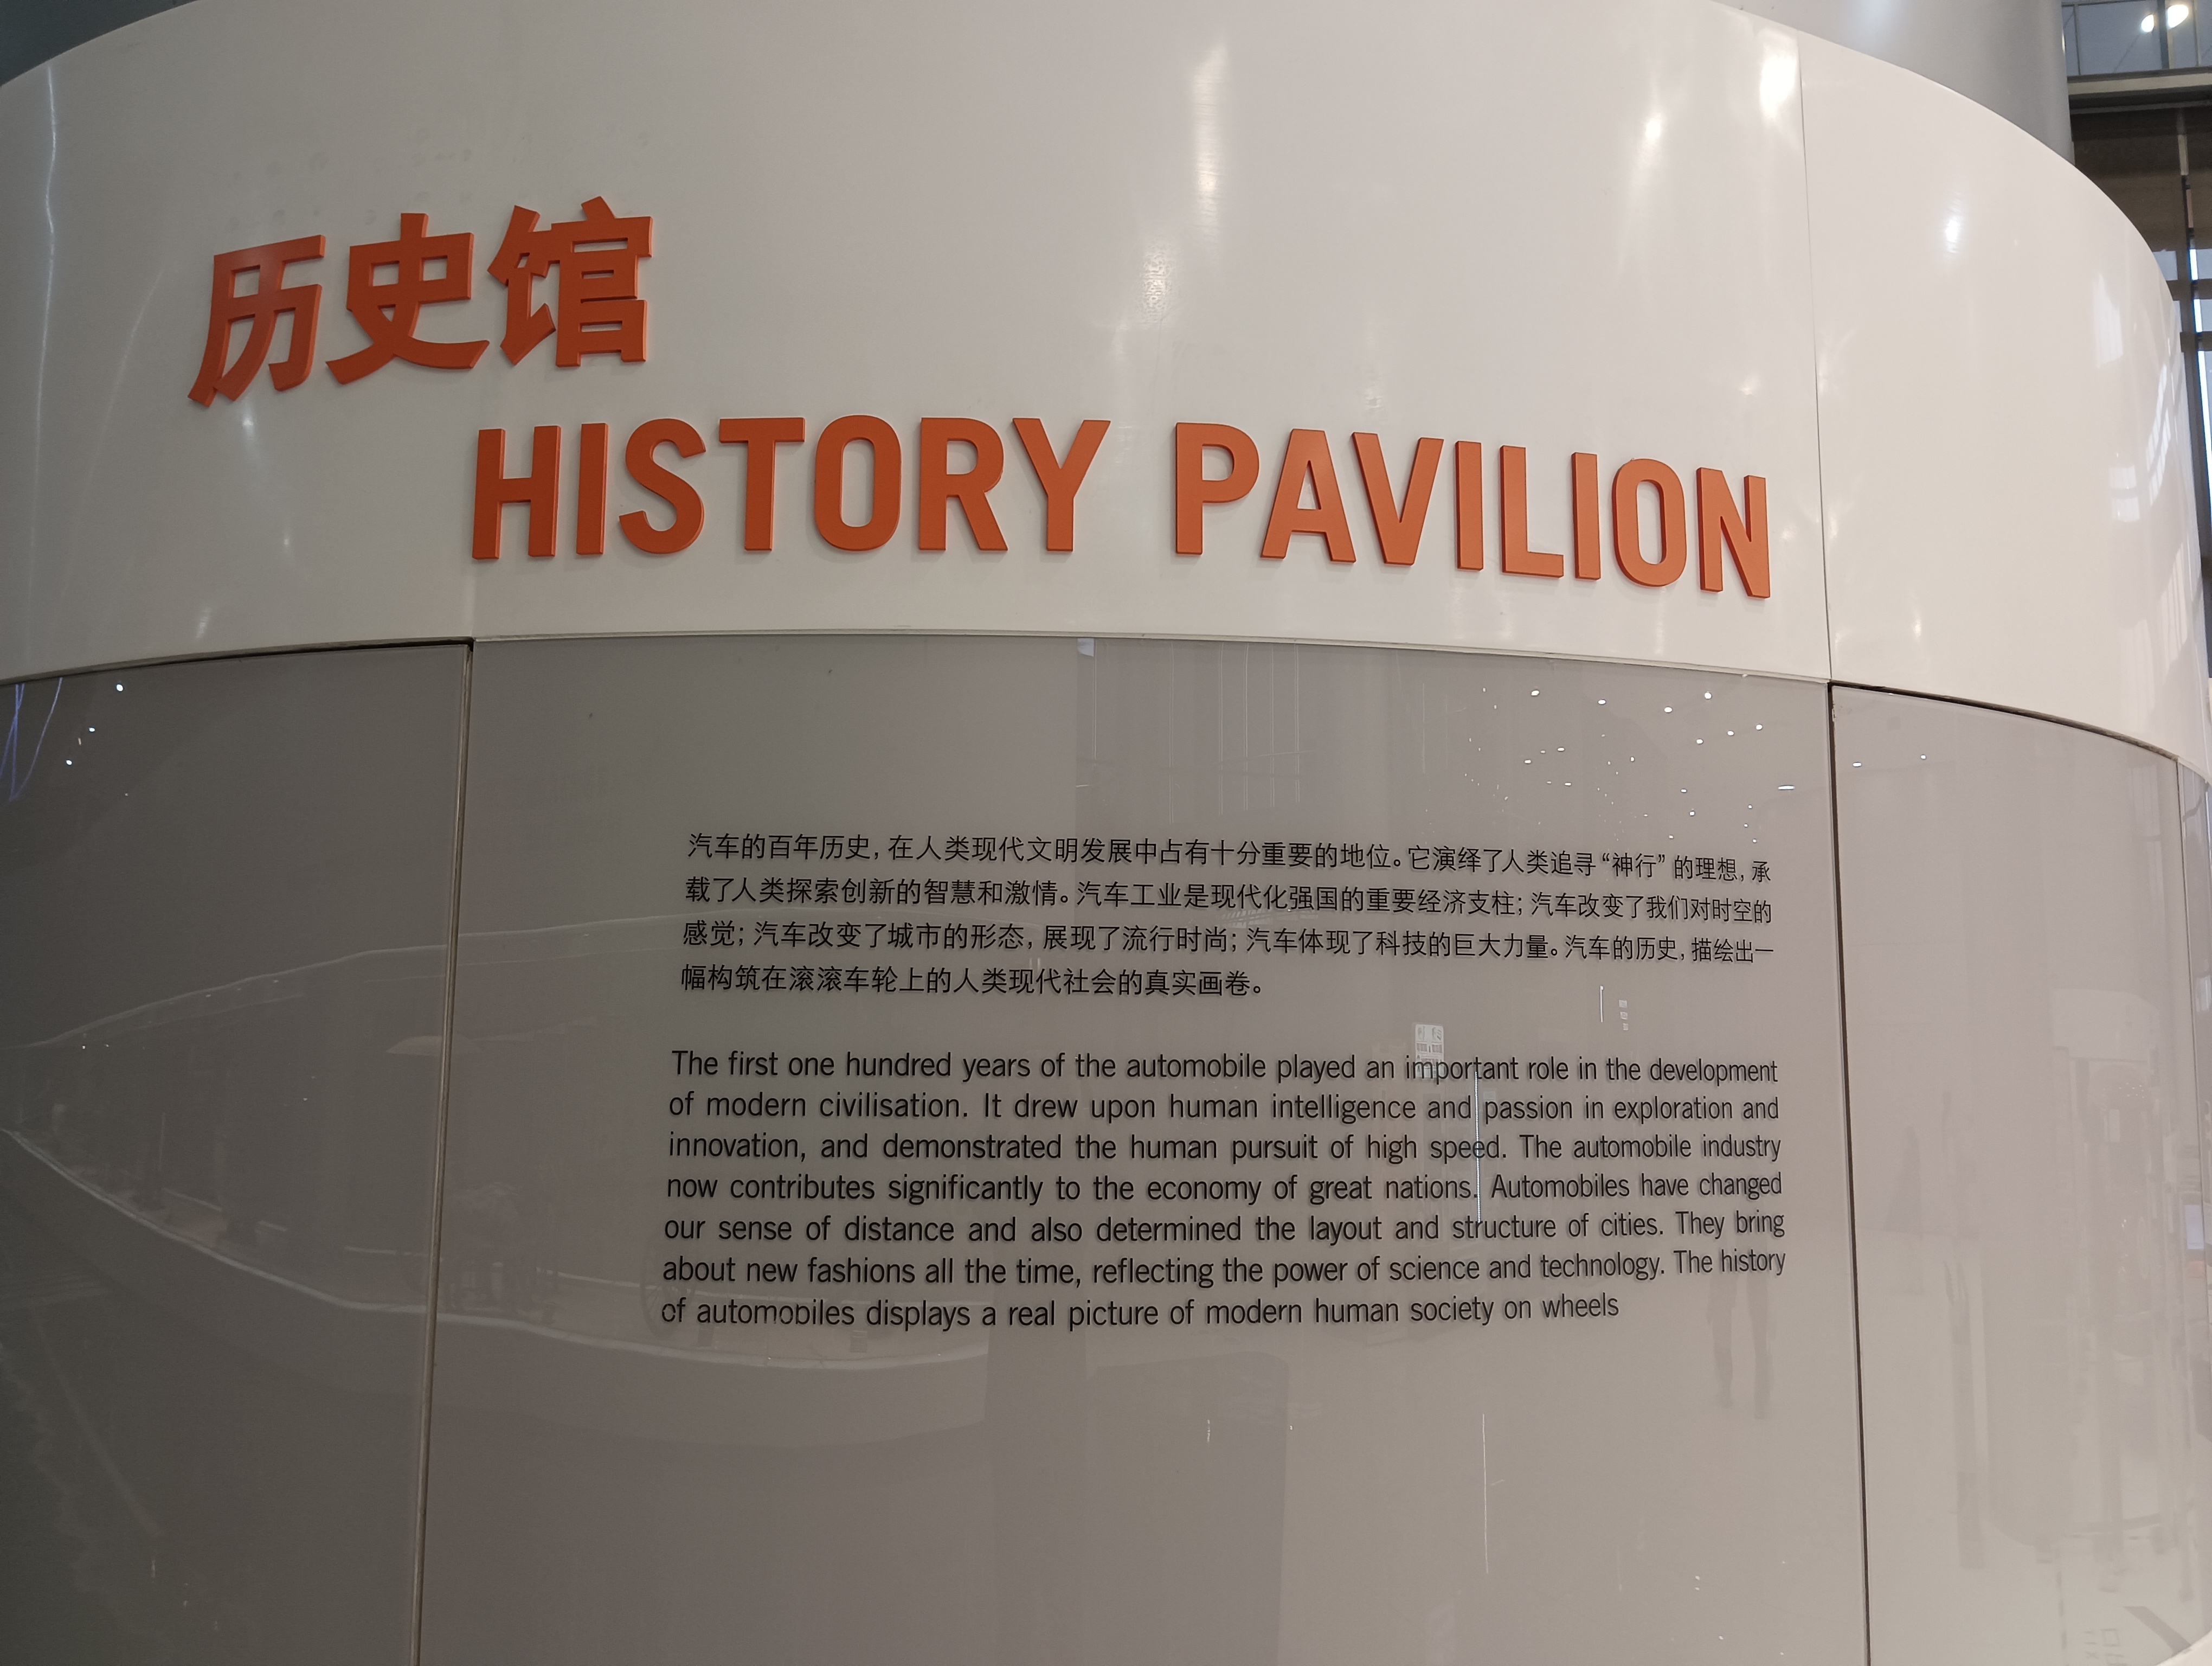 历史馆
HISTORY PAVILION
汽车的百年历史，在人类现代文明发展中占有十分重要的地位。它演绎了人类追寻“神行”的理想，承
载了人类探索创新的智慧和激情。汽车工业是现代化强国的重要经济支柱；汽车改变了我们对时空的
感觉；汽车改变了城市的形态，展现了流行时尚；汽车体现了科技的巨大力量。汽车的历史，描绘出一
幅构筑在滚滚车轮上的人类现代社会的真实画卷。
The first one hundred years of the automobile played an important role in the development
of modern civilisation. It drew upon human intelligence and passion in exploration and
innovation, and demonstrated the human pursuit of high speed. The automobile industry
now contributes significantly to the economy of great nations. Automobiles have changed
our sense of distance and also determined the layout and structure of cities. They bring
about new fashions all the time, reflecting the power of science and technology. The history
of automobiles displays a real picture of modern human society on wheels